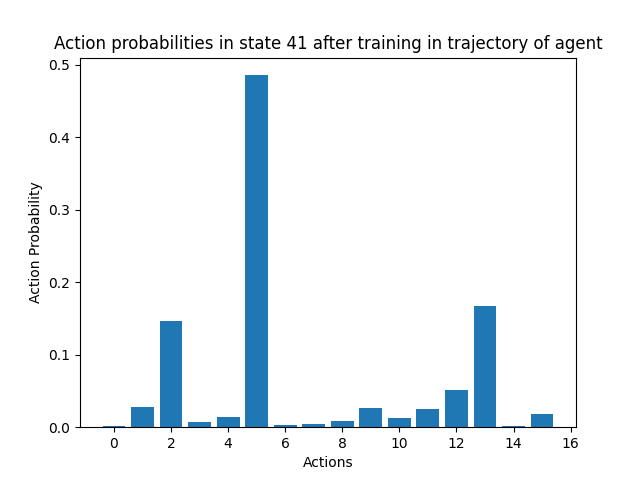 Action probabilities in state 41 after training in trajectory of agent
0.5
0.4
0.3
0.2
0.1
0.0
Action Probability
0 2 4 6 8 10 12 14 16
Actions